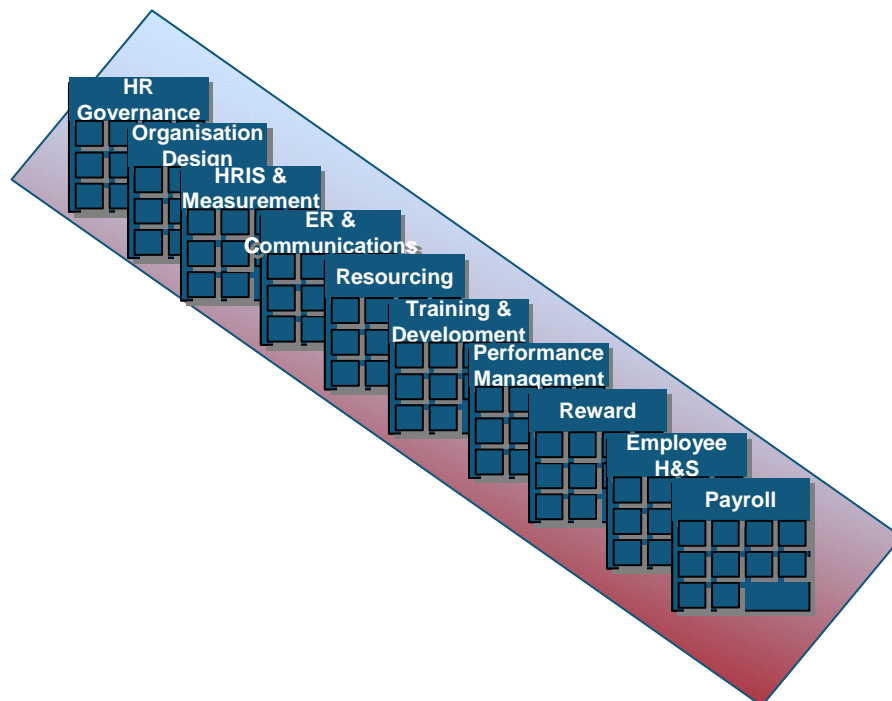 HR
Governance
Organisation
Design
HRIS &
Measurement
ER &
Communications
Resourcing
Training &
Development
Performance
Management
Reward
Employee
H&S
Payroll